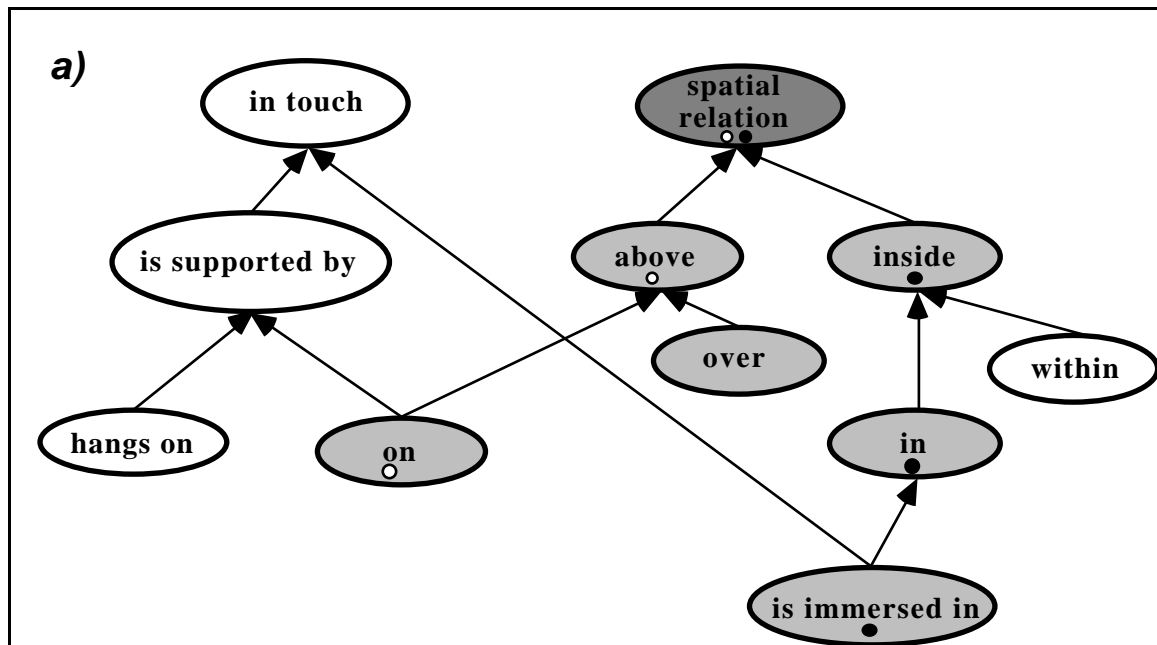 a)
in touch
spatial
relation
is supported by
above
inside
over
within
hangs on
on
in
is immersed in